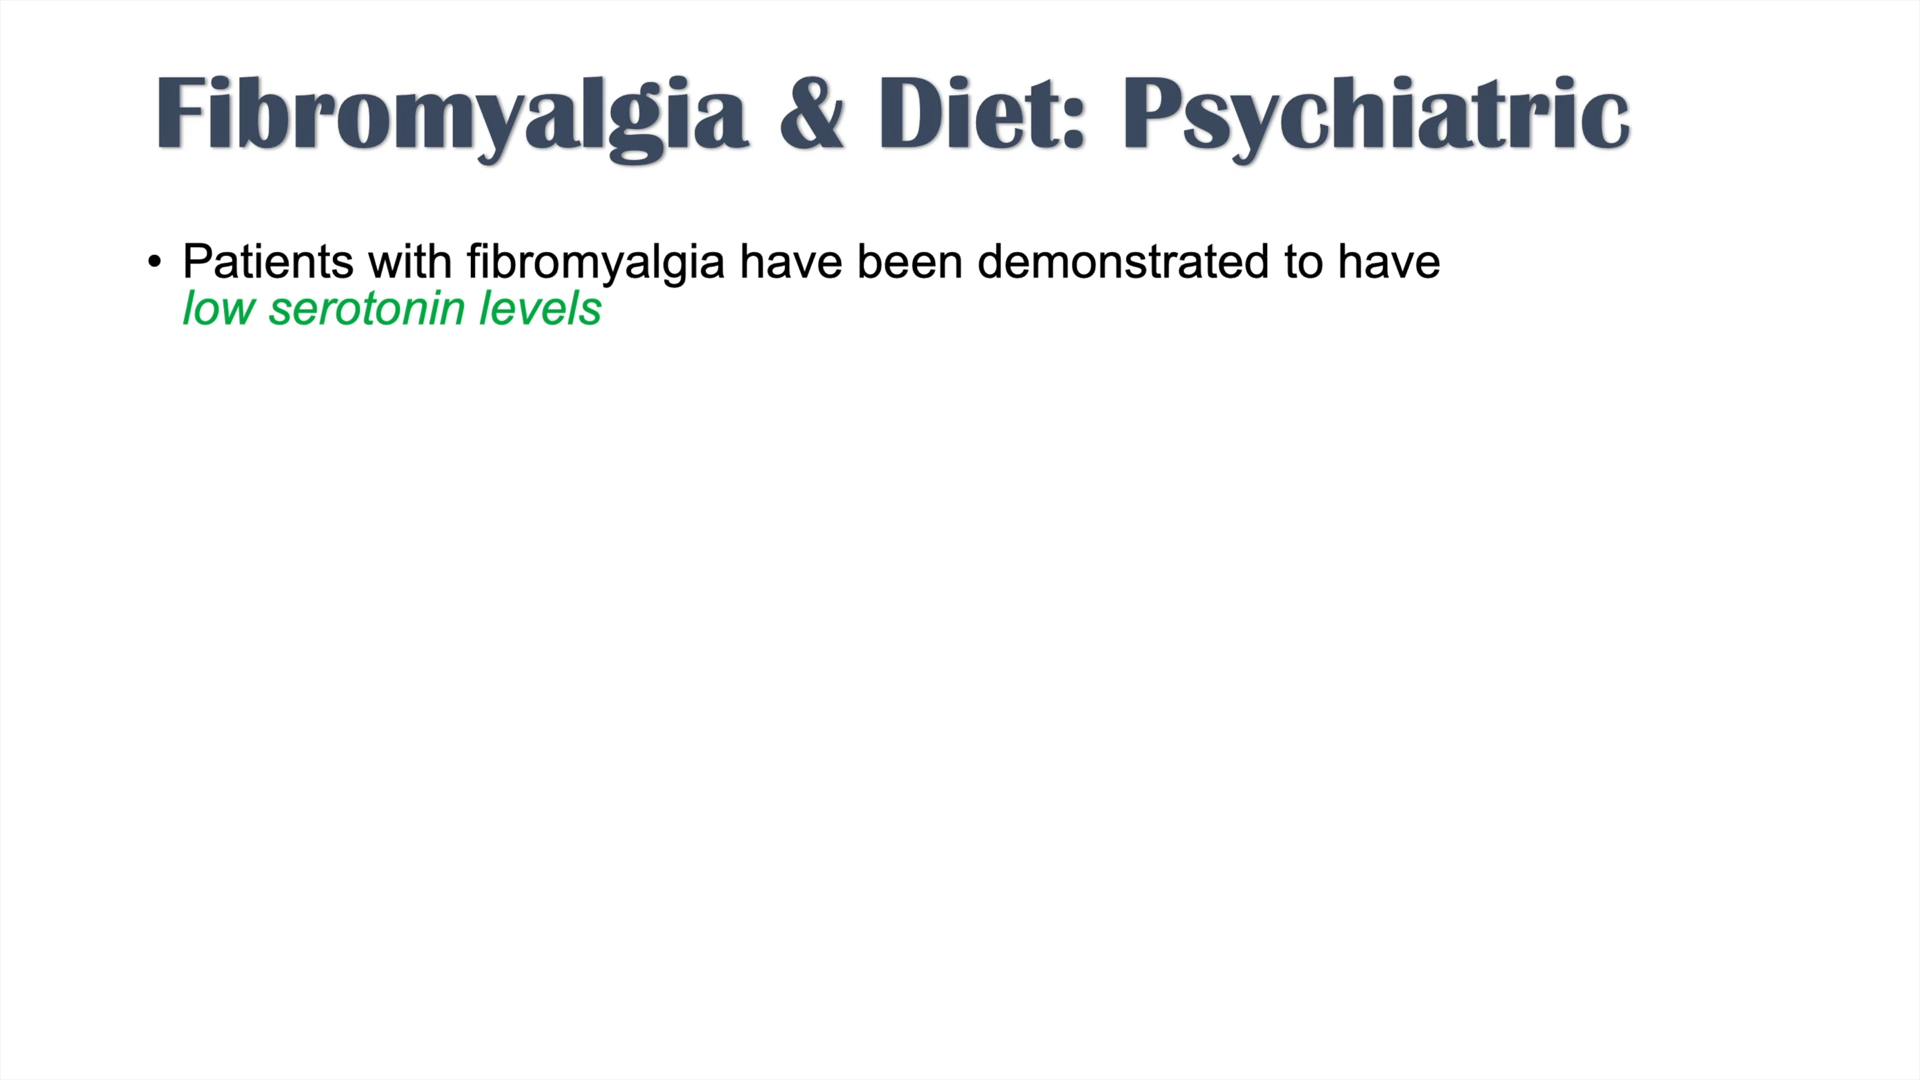 Fibromyalgia & Diet: Psychiatric
• Patients with fibromyalgia have been demonstrated to have
low serotonin levels